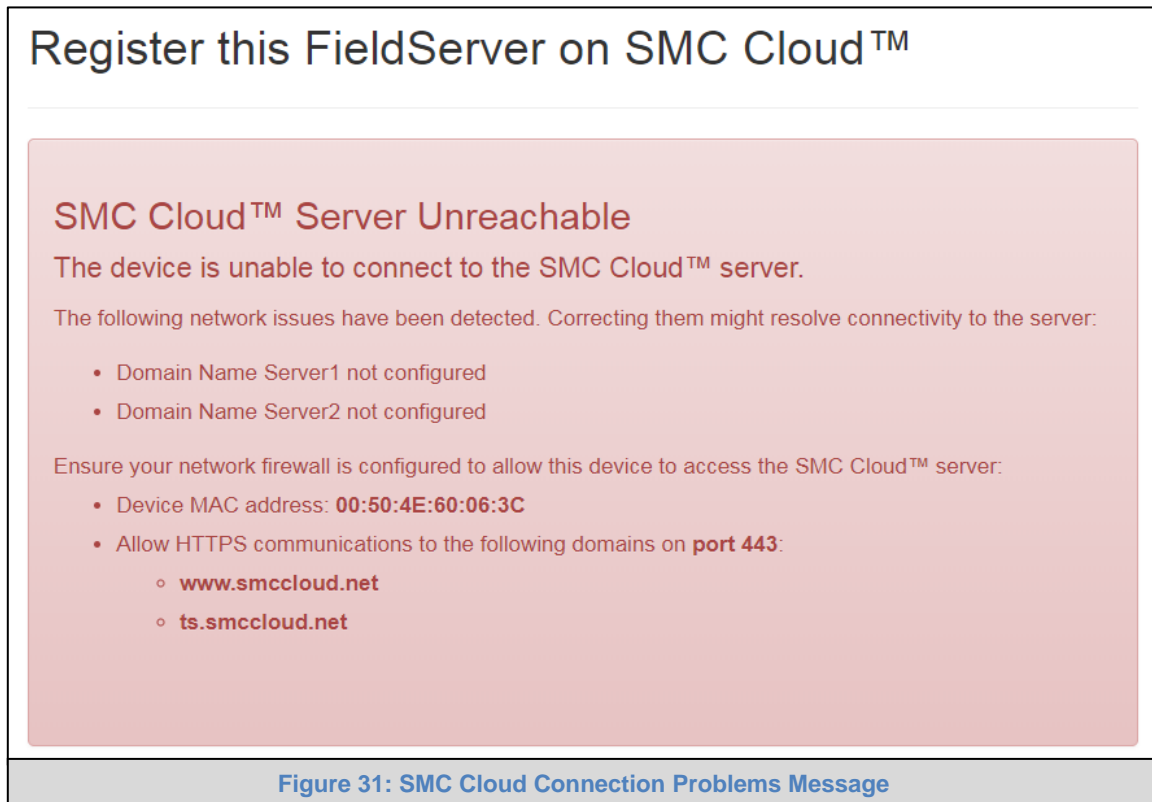 Register this FieldServer on SMC Cloud™
SMC Cloud™ Server Unreachable
The device is unable to connect to the SMC Cloud™ server.
The following network issues have been detected. Correcting them might resolve connectivity to the server:
• Domain Name Server1 not configured
• Domain Name Server2 not configured
Ensure your network firewall is configured to allow this device to access the SMC Cloud™ server:
• Device MAC address: 00:50:4E:60:06:3C
• Allow HTTPS communications to the following domains on port 443:
◦ www.smccloud.net
◦ ts.smccloud.net
Figure 31: SMC Cloud Connection Problems Message